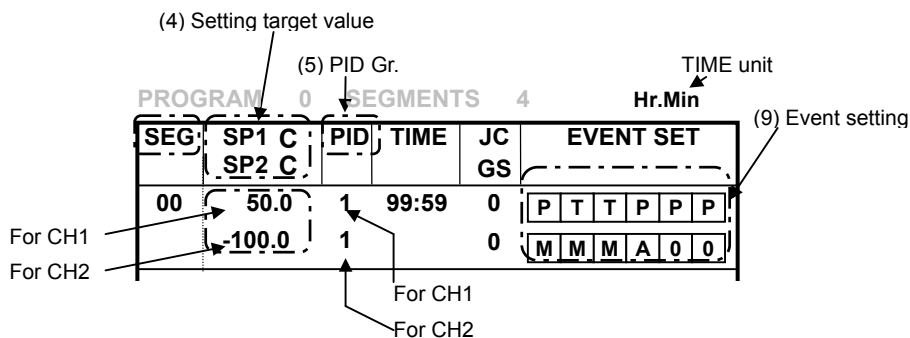 (4) Setting target value
(5) PID Gr.
TIME unit
PROGRAM 0 SEGMENTS 4 Hr.Min
(9) Event setting
SEG SP1 C PID TIME JC EVENT SET
SP2 C GS
00 50.0 1 99:59 0 P T T P P P
For CH1
-100.0 1 0 M M M A 0 0
For CH2
For CH1
For CH2